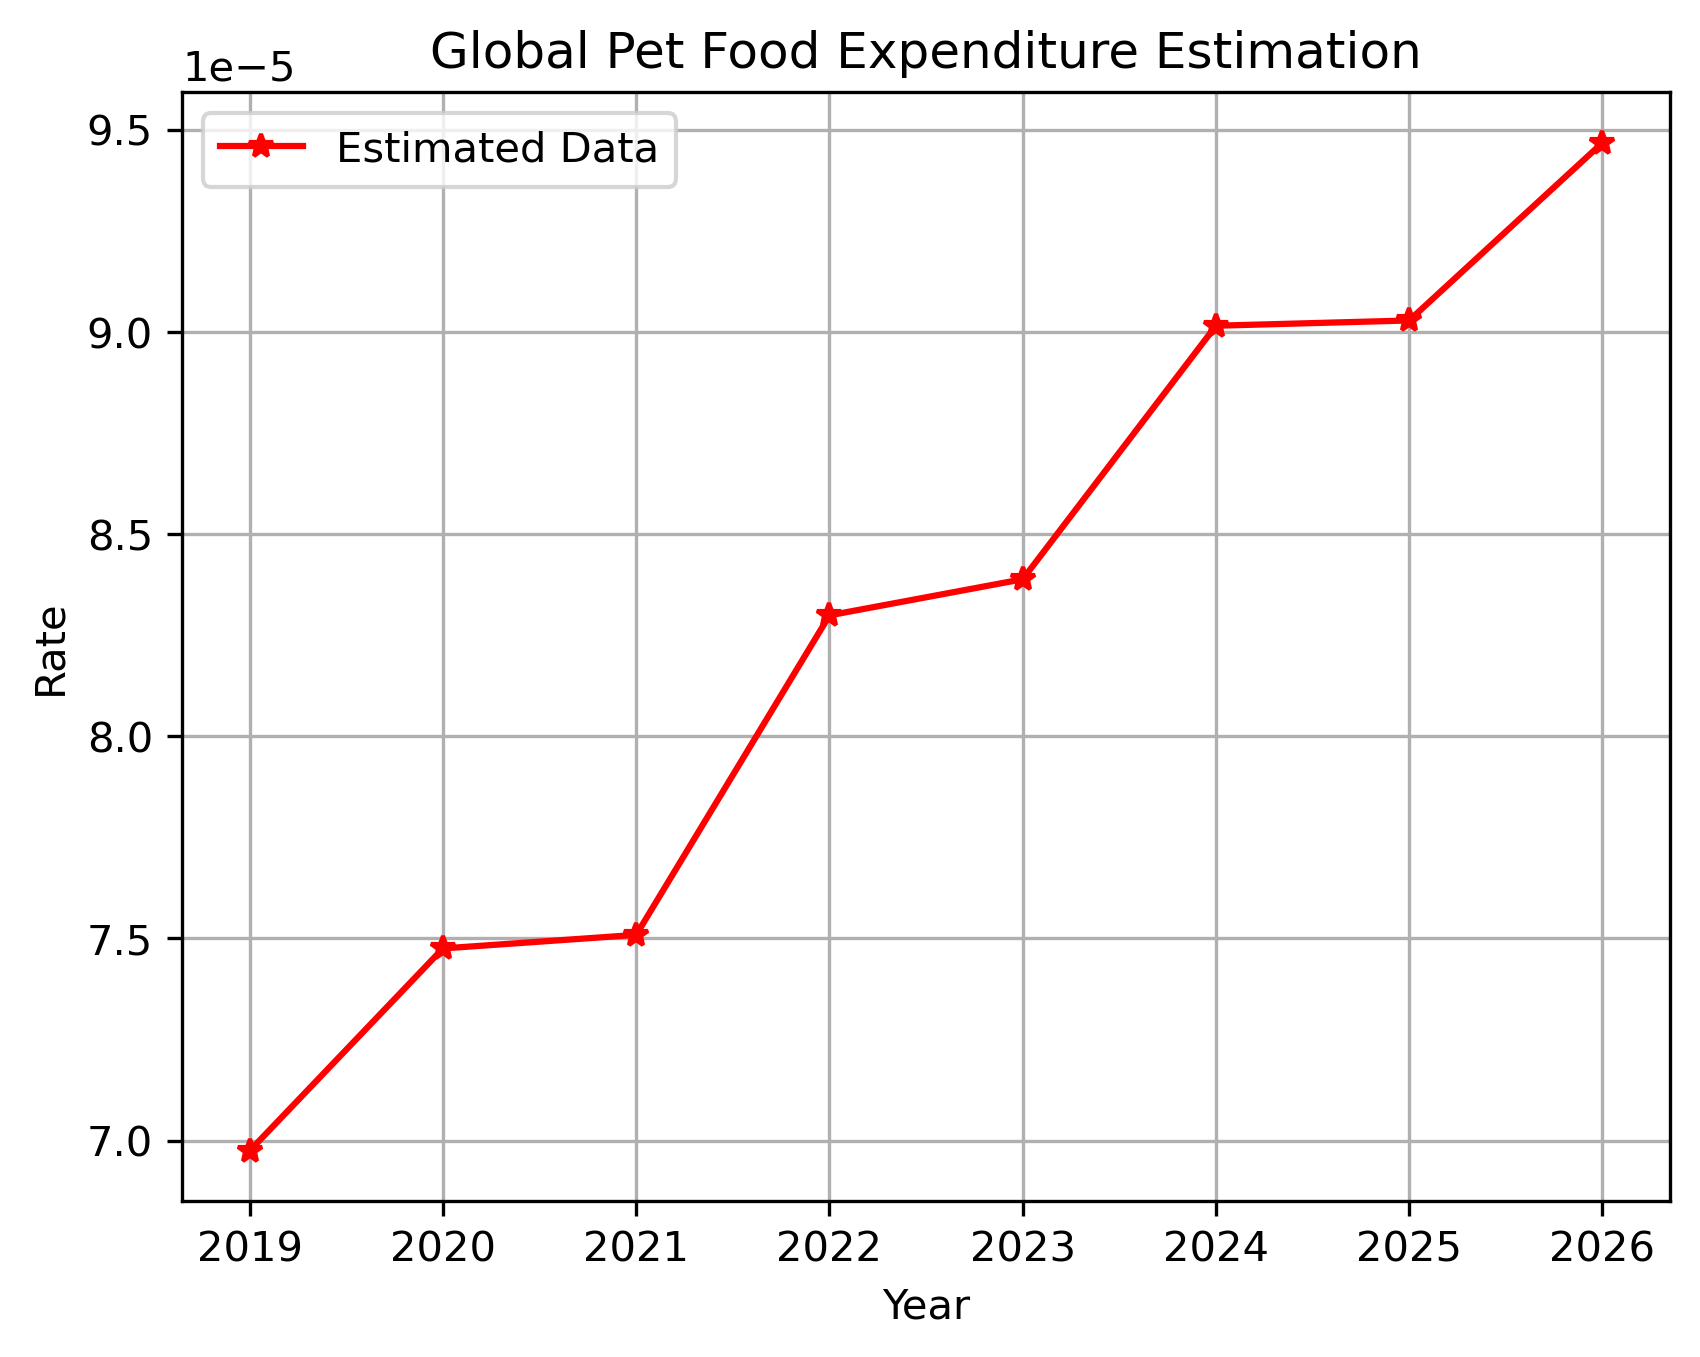 Global Pet Food Expenditure Estimation
1e−5
Estimated Data
9.5
9.0
8.5
8.0
7.5
7.0
Rate
2019 2020 2021 2022 2023 2024 2025 2026
Year